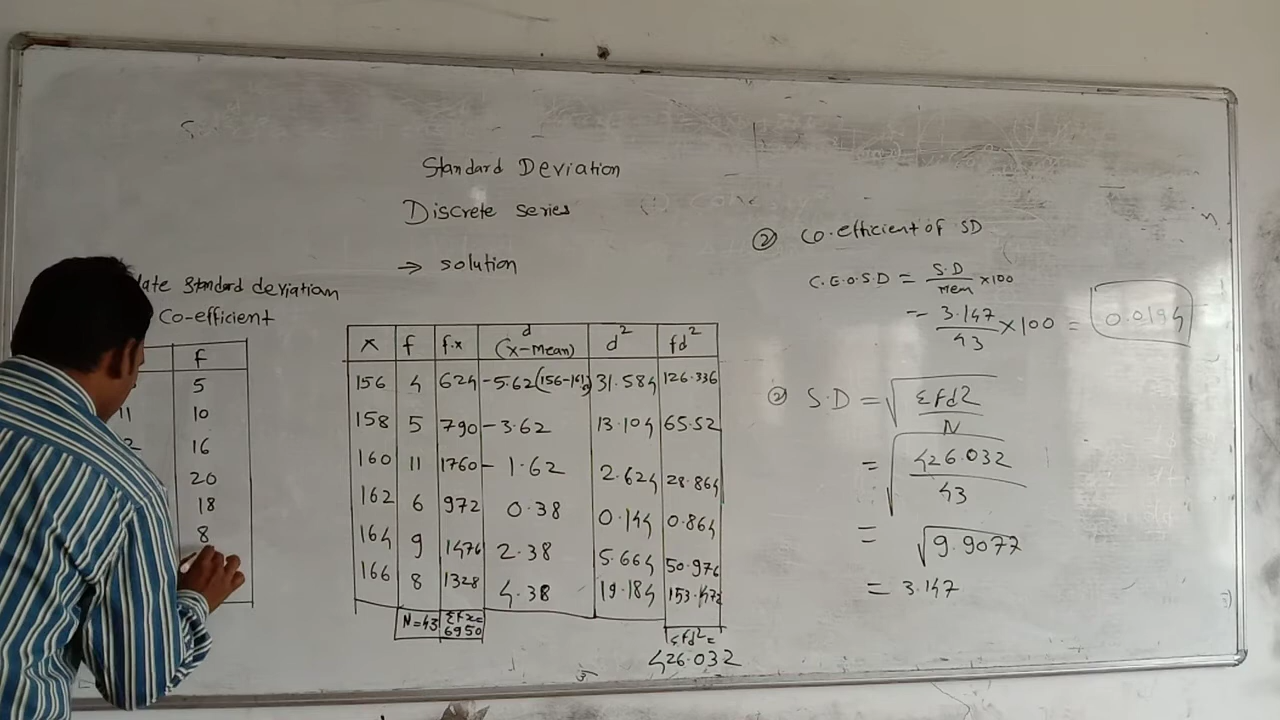 Standard Deviation
Discrete series
→ solution
late Standard deviation
Co-efficient
f
5
11 10
2 16
20
18
8
x f f.x d (x-Mean) d² fd²
156 4 624 -5.62 (156-161 31.584 126.336
158 5 790 -3.62 13.104 65.52
160 11 1760 -1.62 2.624 28.864
162 6 972 0.38 0.144 0.864
164 9 1476 2.38 5.664 50.976
166 8 1328 4.38 19.184 153.472
N=43 Σfx= 6950 Σfd²=
426.032
② Co.efficient of SD
C.E.O.S.D = S.D / Mean ×100
= 3.147 / 43 ×100 = 0.0194
② S.D = √ Σfd2 / N
= √ 426.032 / 43
= √9.9077
= 3.147